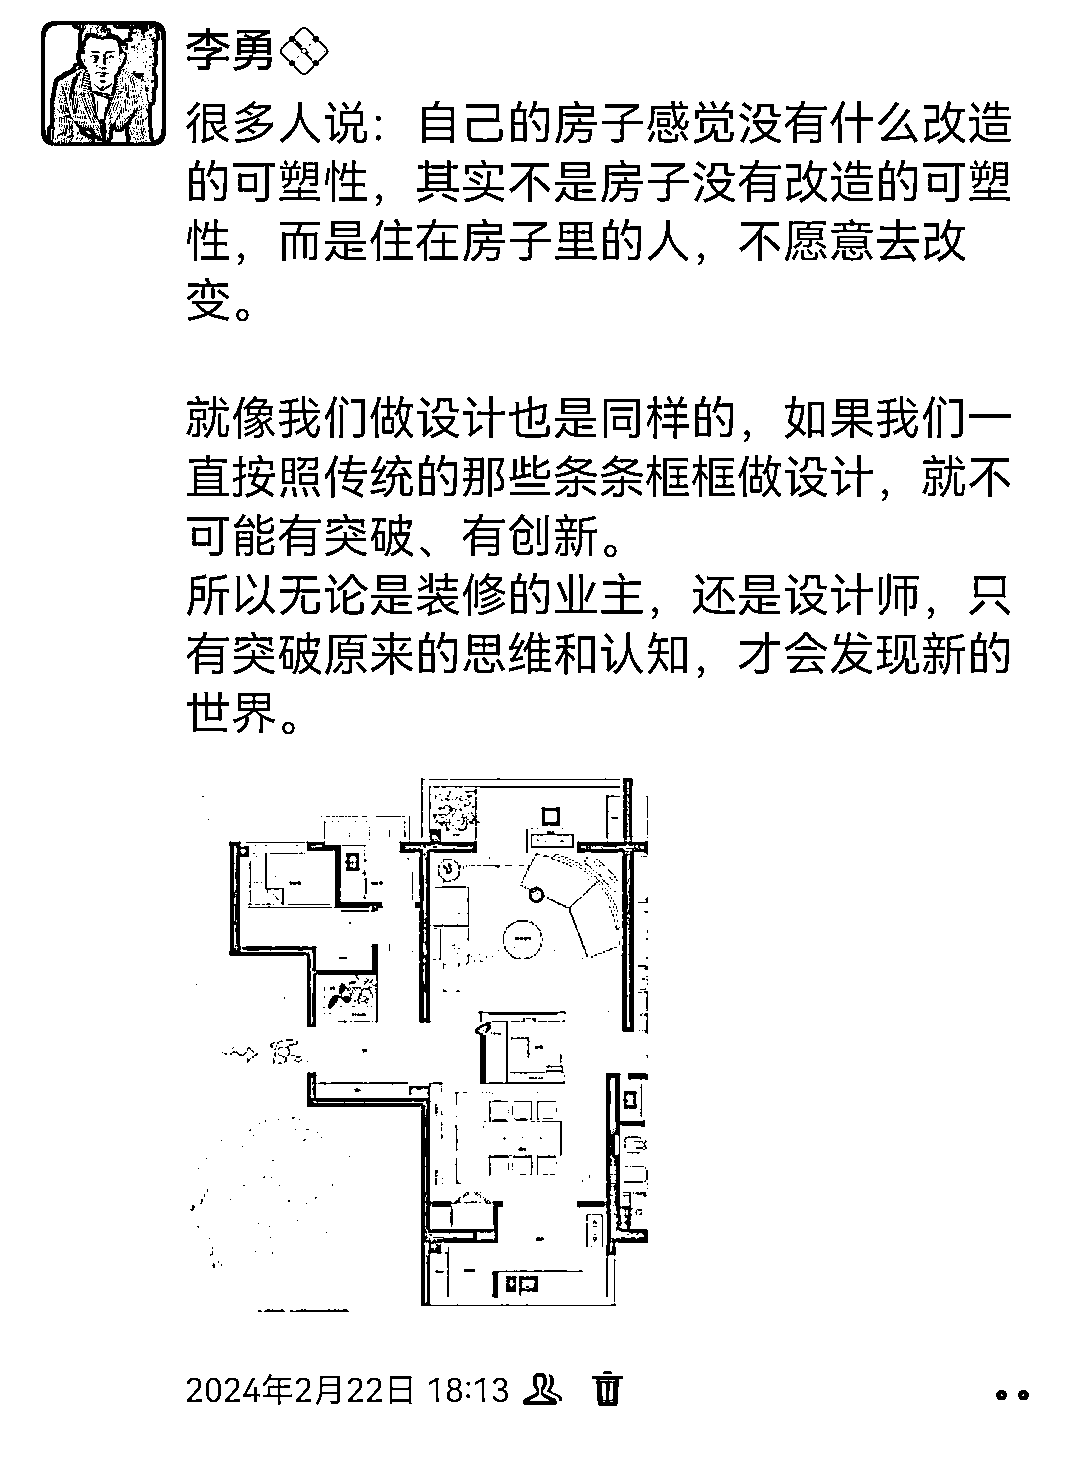 李勇
很多人说：自己的房子感觉没有什么改造
的可塑性，其实不是房子没有改造的可塑
性，而是住在房子里的人，不愿意去改
变。
就像我们做设计也是同样的，如果我们一
直按照传统的那些条条框框做设计，就不
可能有突破、有创新。
所以无论是装修的业主，还是设计师，只
有突破原来的思维和认知，才会发现新的
世界。
2024年2月22日 18:13